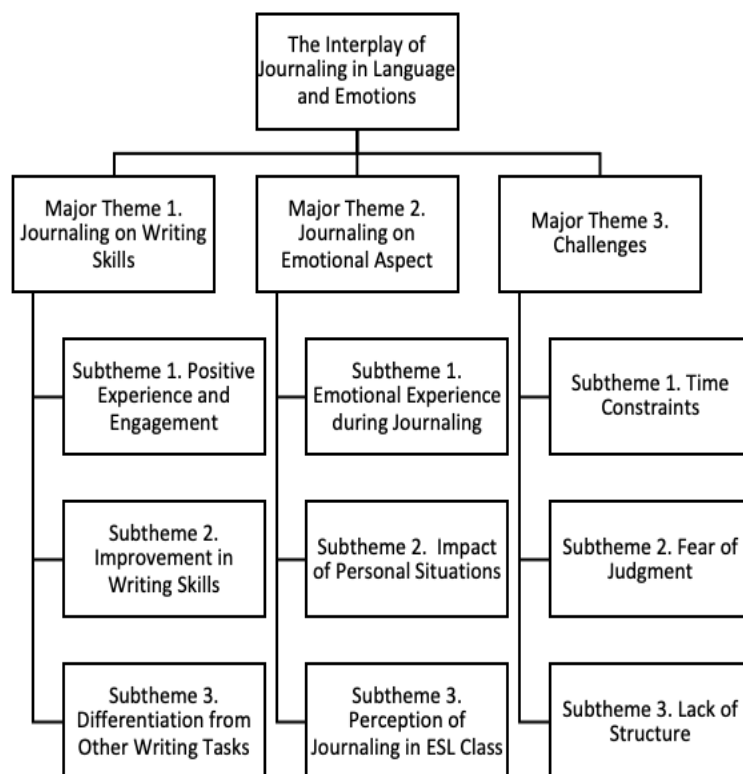 The Interplay of
Journaling in Language
and Emotions
Major Theme 1.
Journaling on Writing
Skills
Major Theme 2.
Journaling on
Emotional Aspect
Major Theme 3.
Challenges
Subtheme 1. Positive
Experience and
Engagement
Subtheme 1.
Emotional Experience
during Journaling
Subtheme 1. Time
Constraints
Subtheme 2.
Improvement in
Writing Skills
Subtheme 2. Impact
of Personal Situations
Subtheme 2. Fear of
Judgment
Subtheme 3.
Differentiation from
Other Writing Tasks
Subtheme 3.
Perception of
Journaling in ESL Class
Subtheme 3. Lack of
Structure